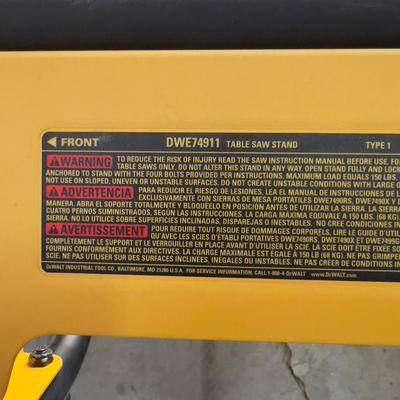 ◄ FRONT DWE74911 TABLE SAW STAND TYPE 1
WARNING TO REDUCE THE RISK OF INJURY READ THE SAW INSTRUCTION MANUAL BEFORE USE. FO
TABLE SAWS ONLY. DO NOT ALTER THIS STAND IN ANY WAY. OPEN STAND FULLY AND LOCK
ANCHORED TO STAND WITH THE FOUR BOLTS PROVIDED PER INSTRUCTIONS. MAXIMUM LOAD EQUALS 150 LBS.
NOT USE ON SLOPED, UNEVEN OR UNSTABLE SURFACES. DO NOT CREATE UNSTABLE CONDITIONS WITH LARGE O
ADVERTENCIA PARA REDUCIR EL RIESGO DE LESIONES, LEA EL MANUAL DE INSTRUCCIONES DE
EXCLUSIVAMENTE CON SIERRAS DE MESA PORTÁTILES DWE7490RS, DWE7490X Y
MANERA. ABRA EL STAND TOTALMENTE Y BLOQUÉELO EN POSICIÓN ANTES DE UTILIZAR LA SIERRA.
CUATRO PERNOS SUMINISTRADOS, SEGÚN LAS INSTRUCCIONES. LA CARGA MÁXIMA EQUIVALE A 150 LBS. (68 KG).
SIERRA. NO LO UTILICE SOBRE SUPERFICIES DISPAREJAS O INESTABLES. NO CREE CONDICIONES IN
AVERTISSEMENT POUR RÉDUIRE TOUT RISQUE DE DOMMAGES CORPORELS, LIRE LE GUIDE D'U
QU'AVEC LES SCIES D'ÉTABLI PORTATIVES DWE7490RS, DWE7490X ET DWE7499G
COMPLÈTEMENT LE SUPPORT ET LE VERROUILLER EN PLACE AVANT D'UTILISER LA SCIE. LA SCIE DOIT ÊTRE FIXÉE SO
FOURNIS CONFORMÉMENT AUX DIRECTIVES. LA CHARGE MAXIMALE EST ÉGALE À 150 LB (68 KG). NE PAS GRIMPER
PAS UTILISER SUR DES SURFACES INCLINÉES, INÉGALES OU INSTABLES. NE PAS CRÉER DE CONDITIONS IN
DEWALT INDUSTRIAL TOOL CO., BALTIMORE, MD 21286 U.S.A. FOR SERVICE INFORMATION, CALL 1-800-4-DEWALT www.DEWALT.com